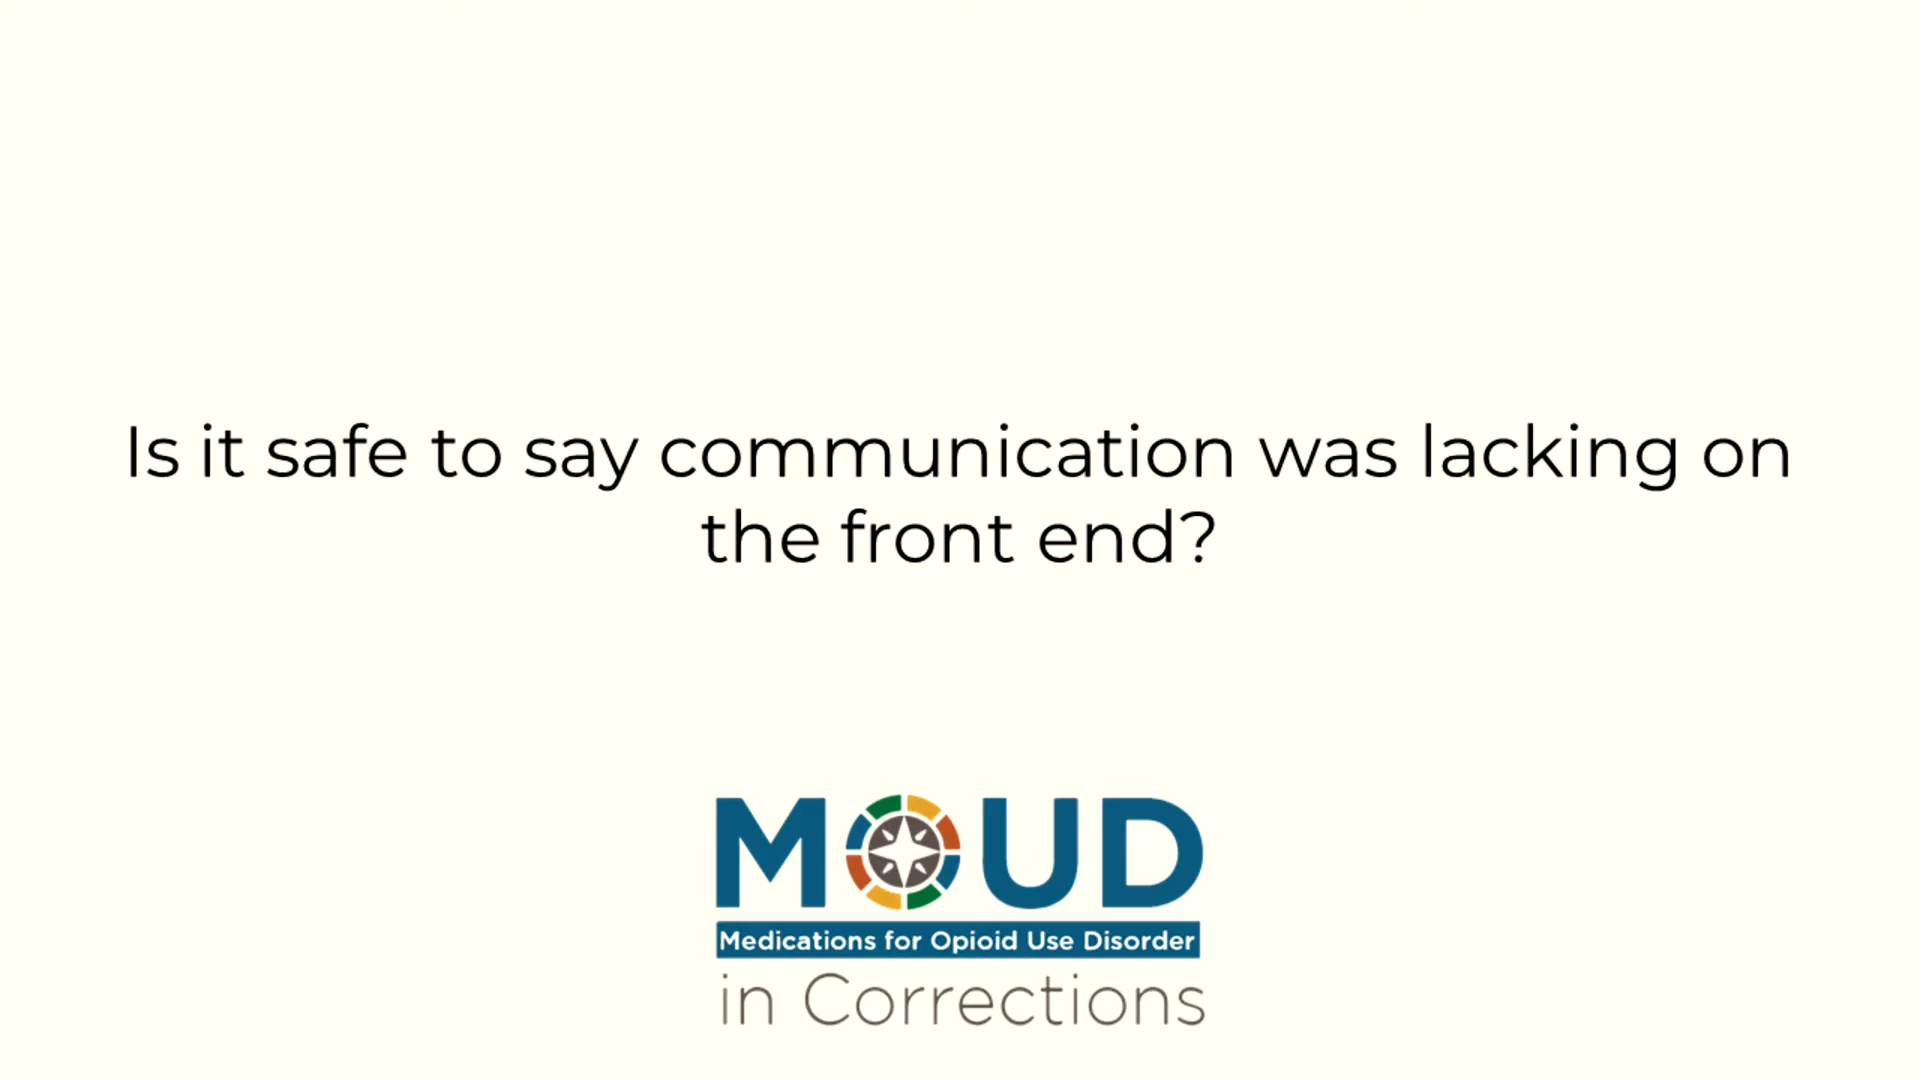 Is it safe to say communication was lacking on
the front end?
MOUD
Medications for Opioid Use Disorder
in Corrections